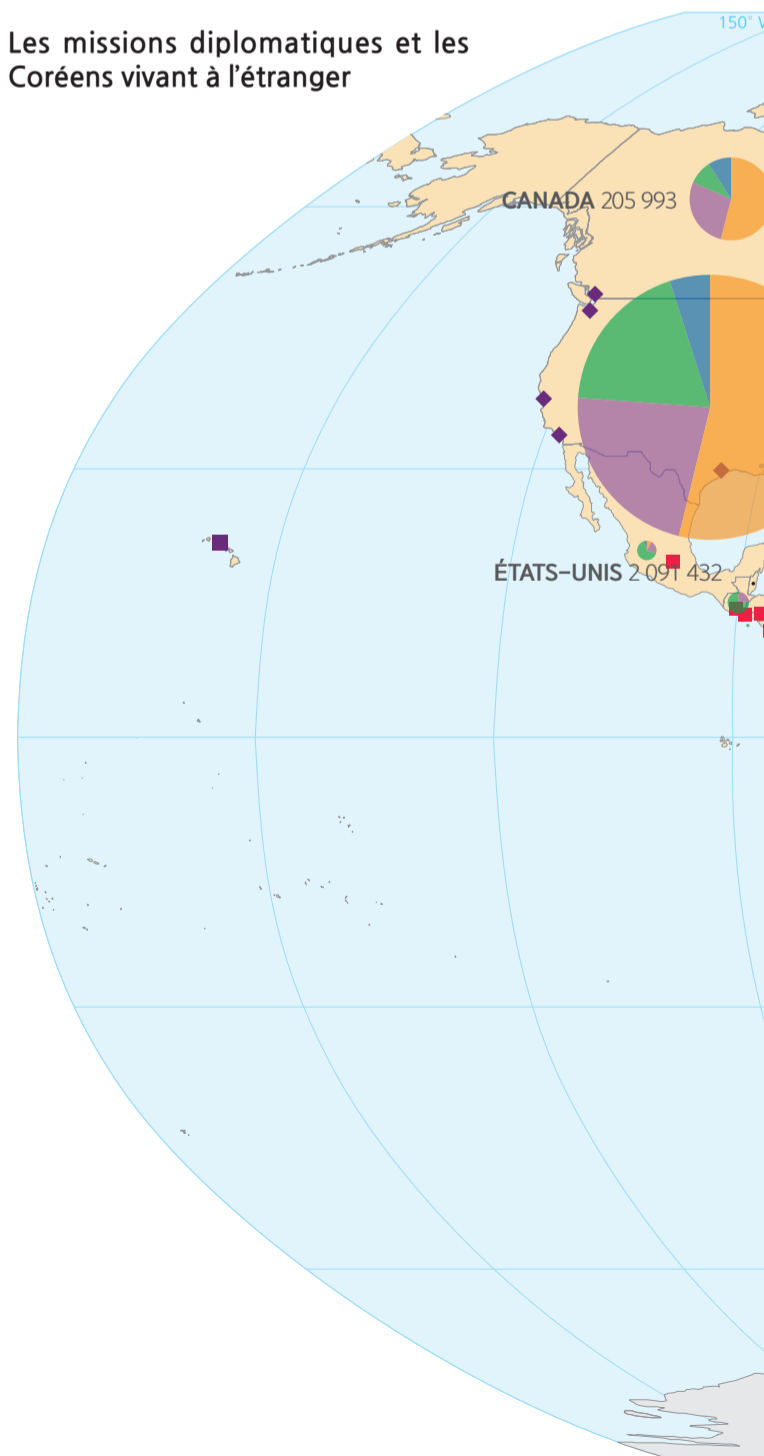 Les missions diplomatiques et les
Coréens vivant à l’étranger
150° W
CANADA 205 993
ÉTATS-UNIS 2 091 432